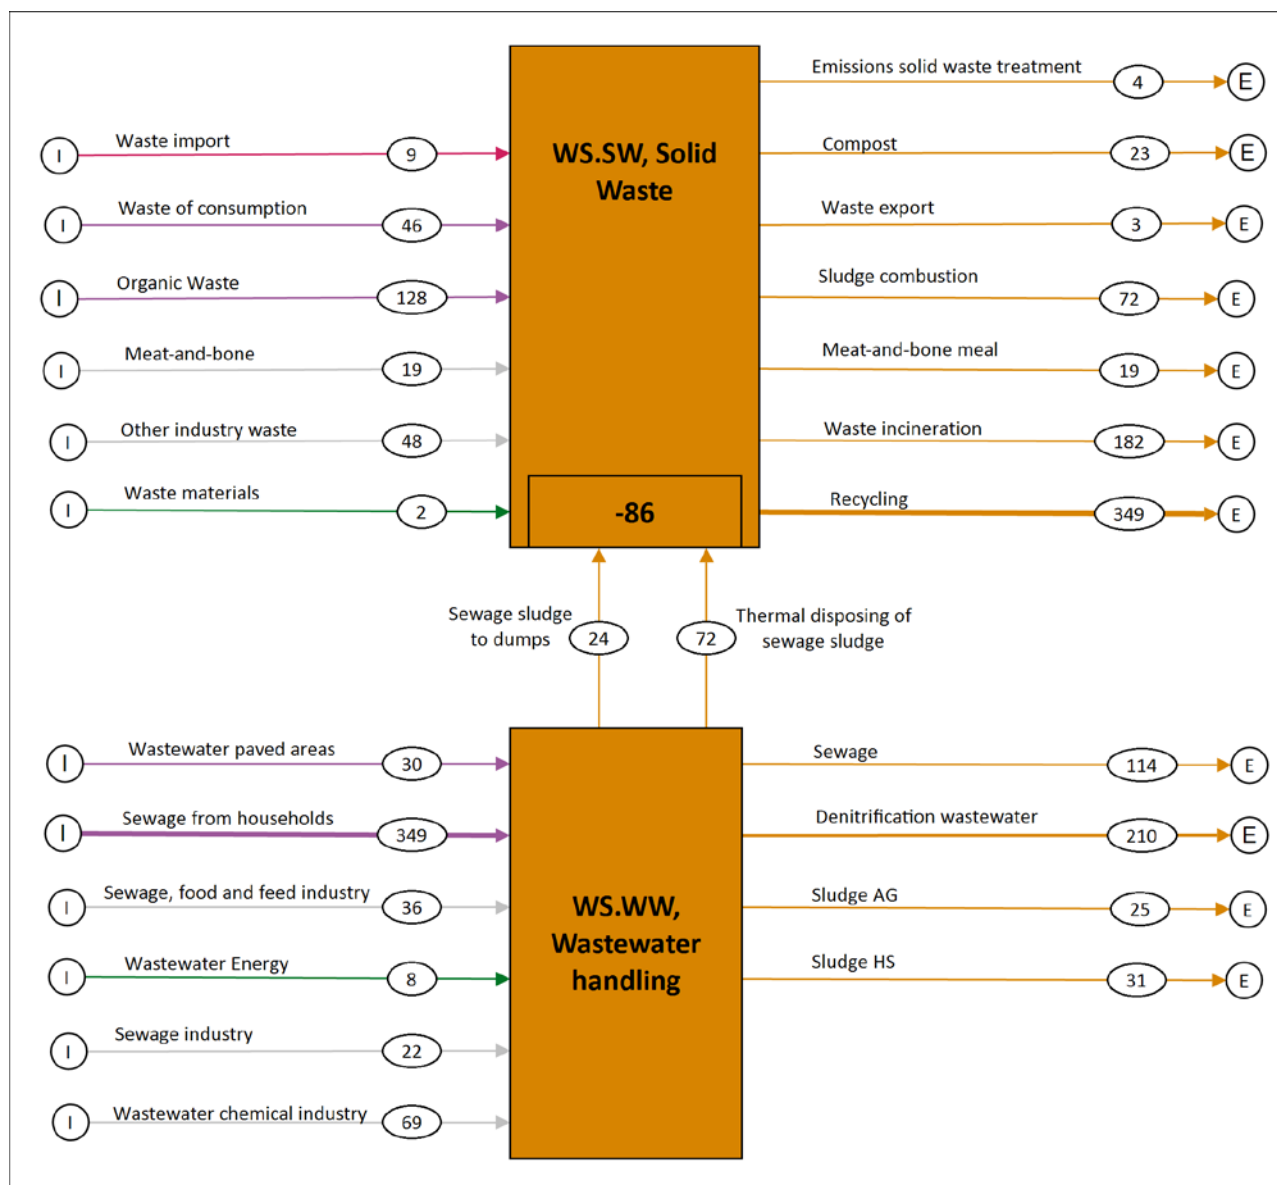 Emissions solid waste treatment
4
E
I
Waste import
9
WS.SW, Solid
Waste
Compost
23
E
I
Waste of consumption
46
Waste export
3
E
I
Organic Waste
128
Sludge combustion
72
E
I
Meat-and-bone
19
Meat-and-bone meal
19
E
I
Other industry waste
48
Waste incineration
182
E
I
Waste materials
2
-86
Recycling
349
E
Sewage sludge
to dumps
24
72
Thermal disposing of
sewage sludge
I
Wastewater paved areas
30
Sewage
114
E
I
Sewage from households
349
Denitrification wastewater
210
E
I
Sewage, food and feed industry
36
WS.WW,
Wastewater
handling
Sludge AG
25
E
I
Wastewater Energy
8
Sludge HS
31
E
I
Sewage industry
22
I
Wastewater chemical industry
69